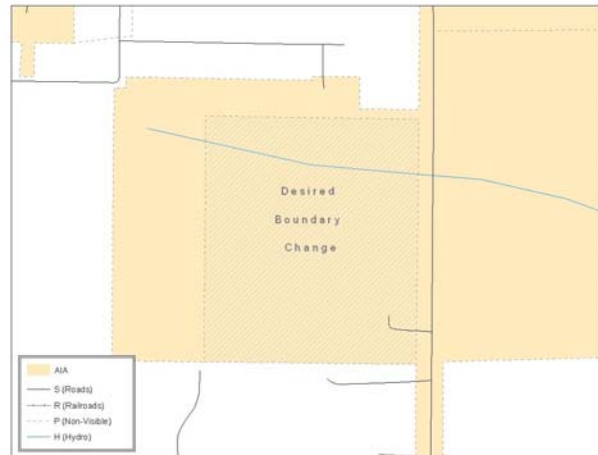 Desired
Boundary
Change
AIA
S (Roads)
R (Railroads)
P (Non-Visible)
H (Hydro)